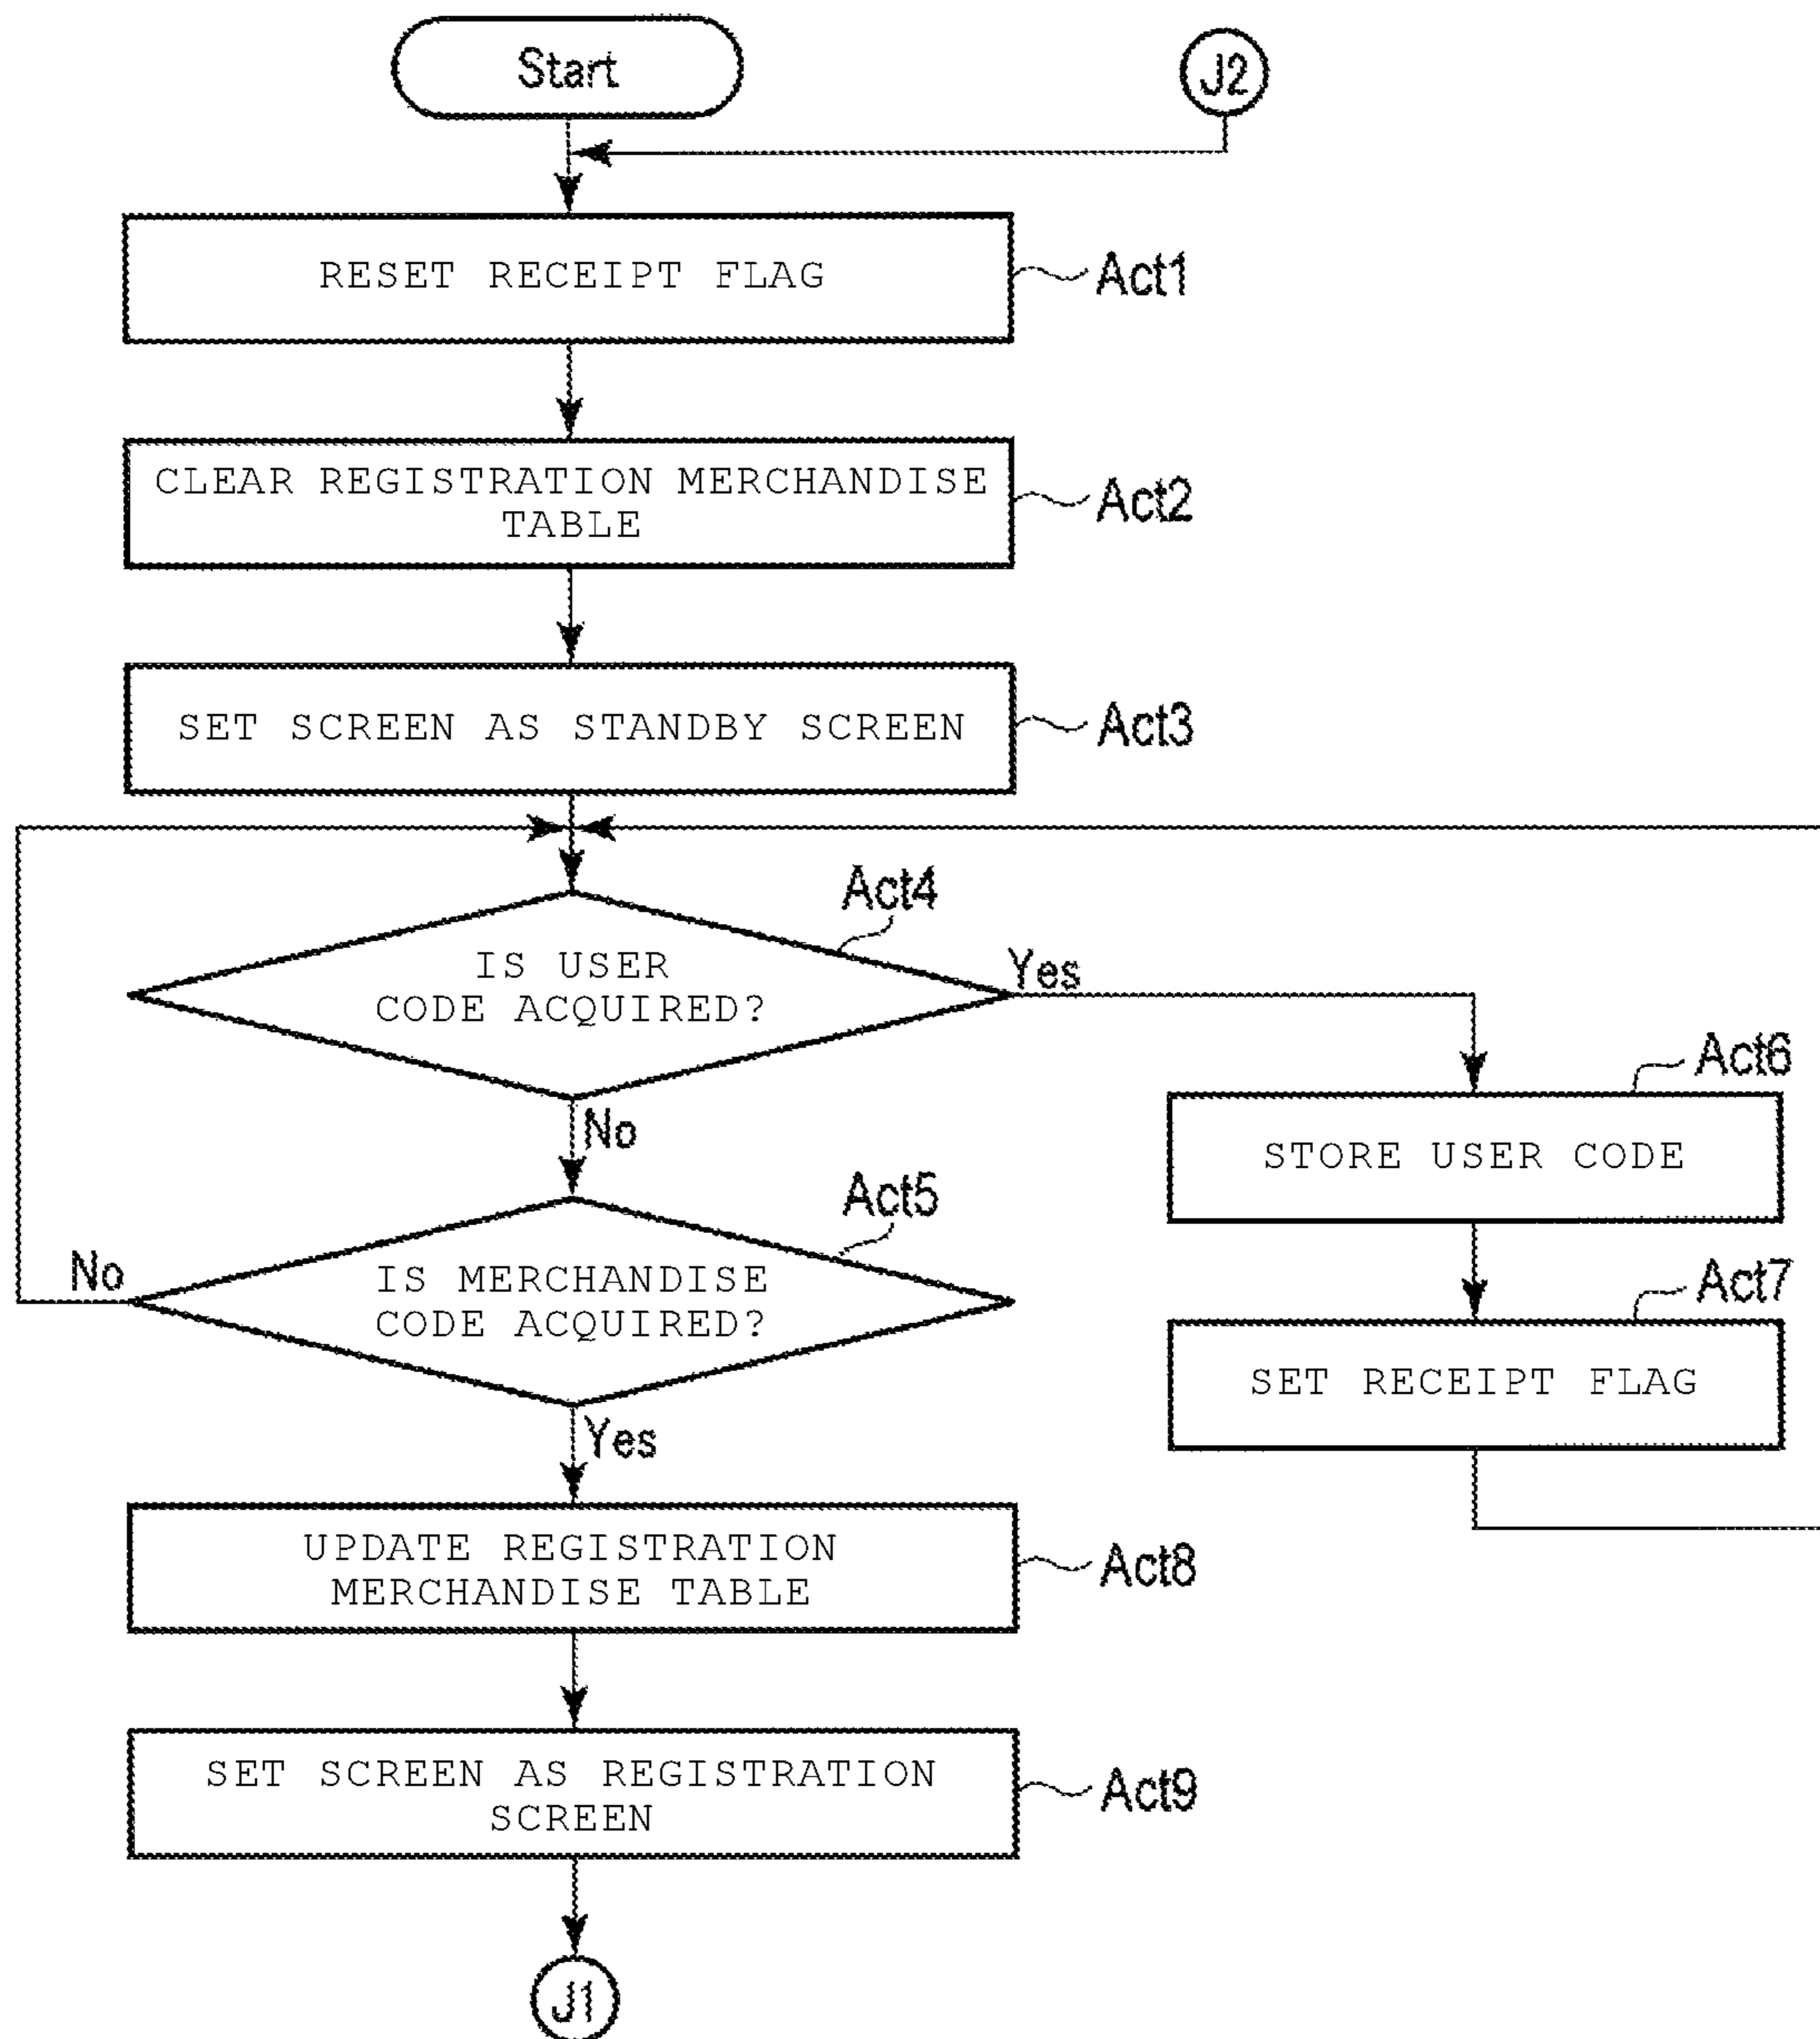 Start
J2
RESET RECEIPT FLAG
Act1
CLEAR REGISTRATION MERCHANDISE
TABLE
Act2
SET SCREEN AS STANDBY SCREEN
Act3
Act4
IS USER
CODE ACQUIRED?
Yes
No
Act6
STORE USER CODE
Act5
IS MERCHANDISE
CODE ACQUIRED?
No
Yes
Act7
SET RECEIPT FLAG
UPDATE REGISTRATION
MERCHANDISE TABLE
Act8
SET SCREEN AS REGISTRATION
SCREEN
Act9
J1